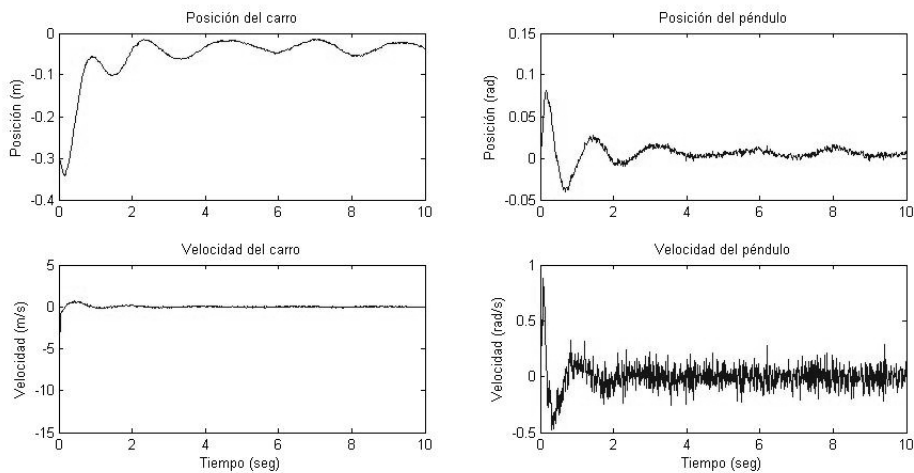 Posición del carro
Posición (m)
0
-0.1
-0.2
-0.3
-0.4
0 2 4 6 8 10
Posición del péndulo
Posición (rad)
0.15
0.1
0.05
0
-0.05
0 2 4 6 8 10
Velocidad del carro
Velocidad (m/s)
5
0
-5
-10
-15
0 2 4 6 8 10
Tiempo (seg)
Velocidad del péndulo
Velocidad (rad/s)
1
0.5
0
-0.5
0 2 4 6 8 10
Tiempo (seg)